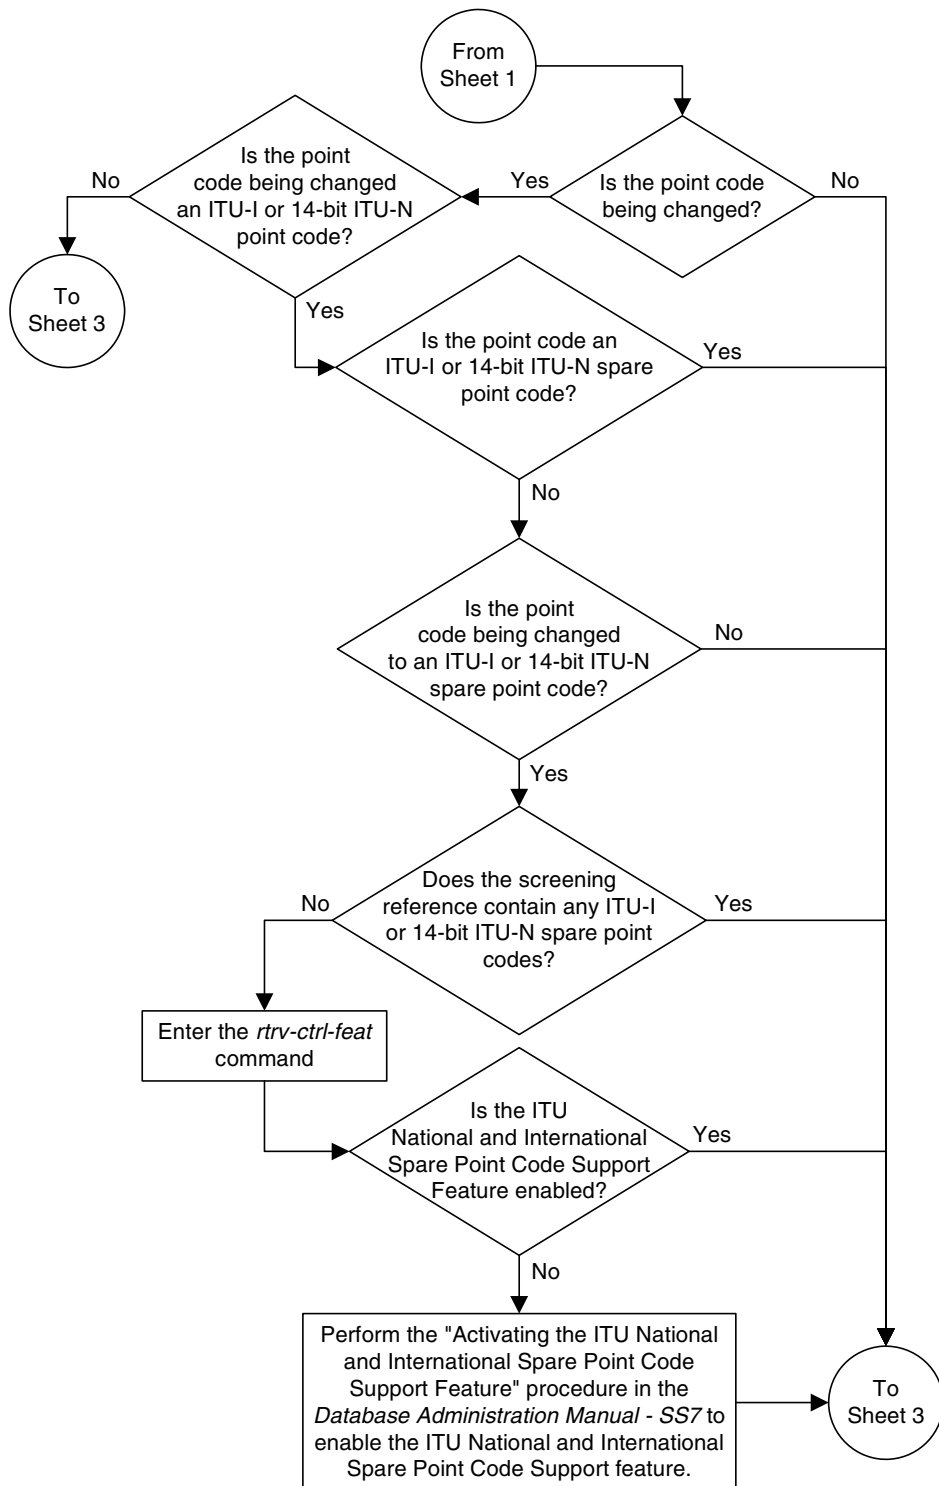 From
Sheet 1
Is the point code
being changed?
Yes
No
Is the point
code being changed
an ITU-I or 14-bit ITU-N
point code?
No
To
Sheet 3
Yes
Is the point code an
ITU-I or 14-bit ITU-N spare
point code?
Yes
No
Is the point
code being changed
to an ITU-I or 14-bit ITU-N
spare point code?
No
Yes
Does the screening
reference contain any ITU-I
or 14-bit ITU-N spare point
codes?
No
Yes
Enter the rtrv-ctrl-feat
command
Is the ITU
National and International
Spare Point Code Support
Feature enabled?
Yes
No
Perform the "Activating the ITU National
and International Spare Point Code
Support Feature" procedure in the
Database Administration Manual - SS7 to
enable the ITU National and International
Spare Point Code Support feature.
To
Sheet 3